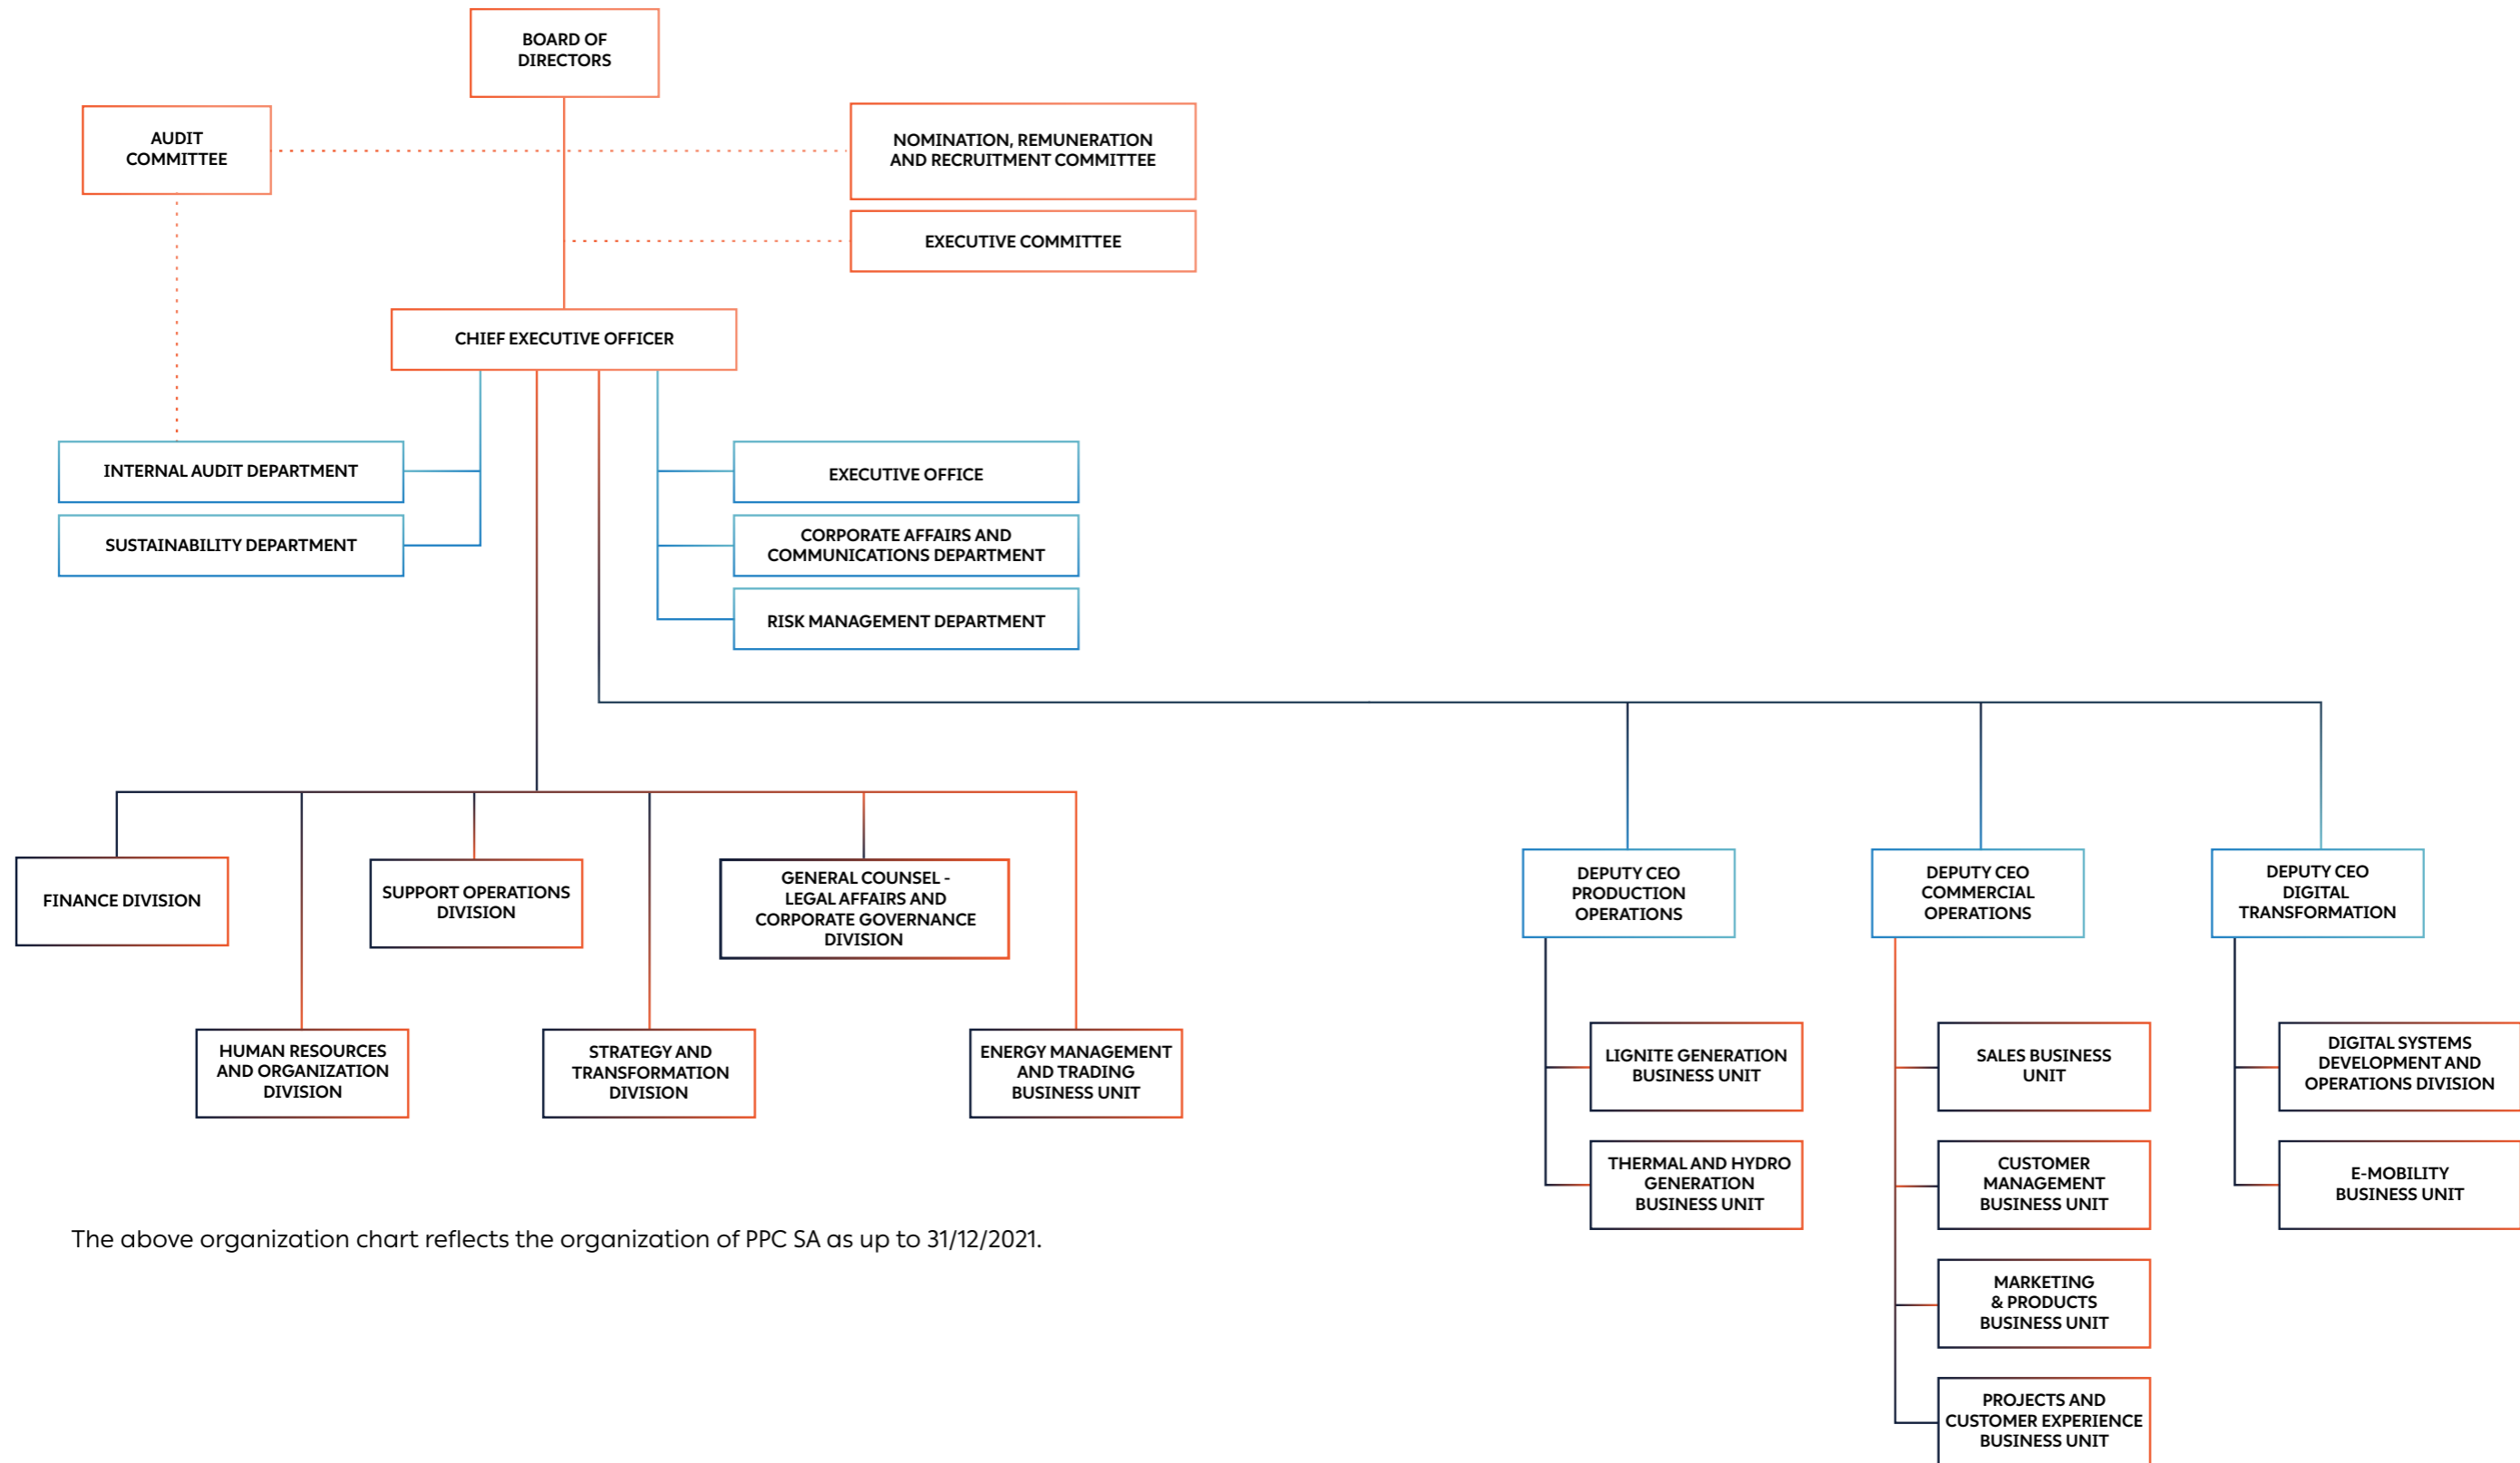 BOARD OF
DIRECTORS
AUDIT
COMMITTEE
NOMINATION, REMUNERATION
AND RECRUITMENT COMMITTEE
EXECUTIVE COMMITTEE
CHIEF EXECUTIVE OFFICER
INTERNAL AUDIT DEPARTMENT
SUSTAINABILITY DEPARTMENT
EXECUTIVE OFFICE
CORPORATE AFFAIRS AND
COMMUNICATIONS DEPARTMENT
RISK MANAGEMENT DEPARTMENT
FINANCE DIVISION
SUPPORT OPERATIONS
DIVISION
GENERAL COUNSEL -
LEGAL AFFAIRS AND
CORPORATE GOVERNANCE
DIVISION
HUMAN RESOURCES
AND ORGANIZATION
DIVISION
STRATEGY AND
TRANSFORMATION
DIVISION
ENERGY MANAGEMENT
AND TRADING
BUSINESS UNIT
DEPUTY CEO
PRODUCTION
OPERATIONS
LIGNITE GENERATION
BUSINESS UNIT
THERMAL AND HYDRO
GENERATION
BUSINESS UNIT
DEPUTY CEO
COMMERCIAL
OPERATIONS
SALES BUSINESS
UNIT
CUSTOMER
MANAGEMENT
BUSINESS UNIT
MARKETING
& PRODUCTS
BUSINESS UNIT
PROJECTS AND
CUSTOMER EXPERIENCE
BUSINESS UNIT
DEPUTY CEO
DIGITAL
TRANSFORMATION
DIGITAL SYSTEMS
DEVELOPMENT AND
OPERATIONS DIVISION
E-MOBILITY
BUSINESS UNIT
The above organization chart reflects the organization of PPC SA as up to 31/12/2021.